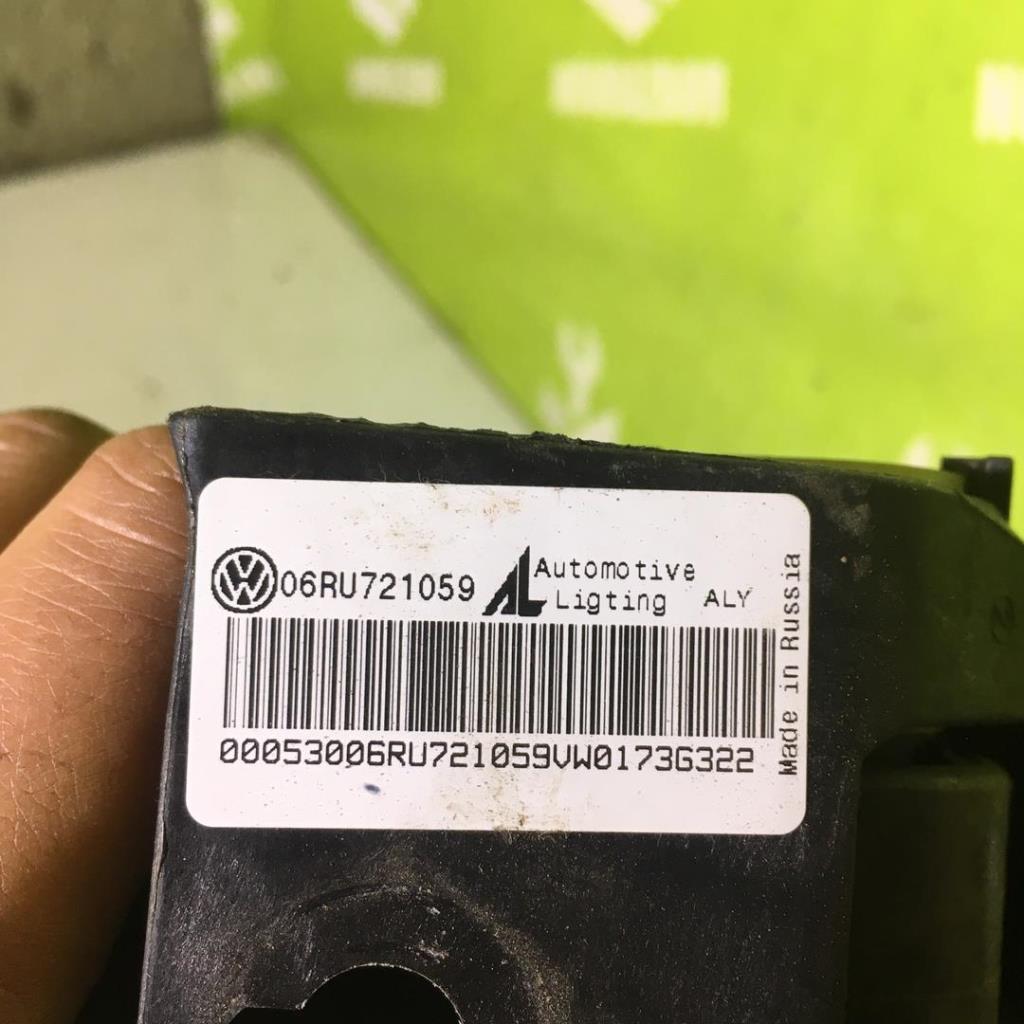 06RU721059
Automotive
Ligting ALY
00053006RU721059VW0173G322
Made in Russia